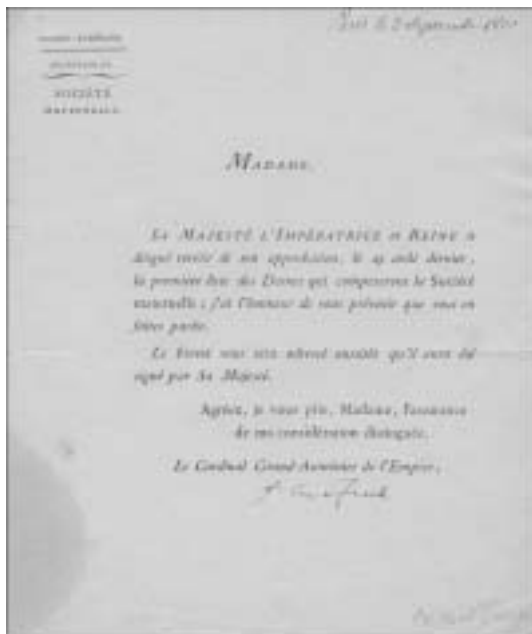 SOCIÉTÉ
MATERNELLE
MADAME,
SA MAJESTÉ L'IMPÉRATRICE ET REINE a
daigné revêtir de son approbation, le 29 août dernier,
la première liste des Dames qui composeront la Société
maternelle; j'ai l'honneur de vous prévenir que vous en
faites partie.
Le Brevet vous sera adressé aussitôt qu'il aura été
signé par Sa Majesté.
Agréez, je vous prie, Madame, l'assurance
de ma considération distinguée.
Le Cardinal Grand-Aumônier de l'Empire,